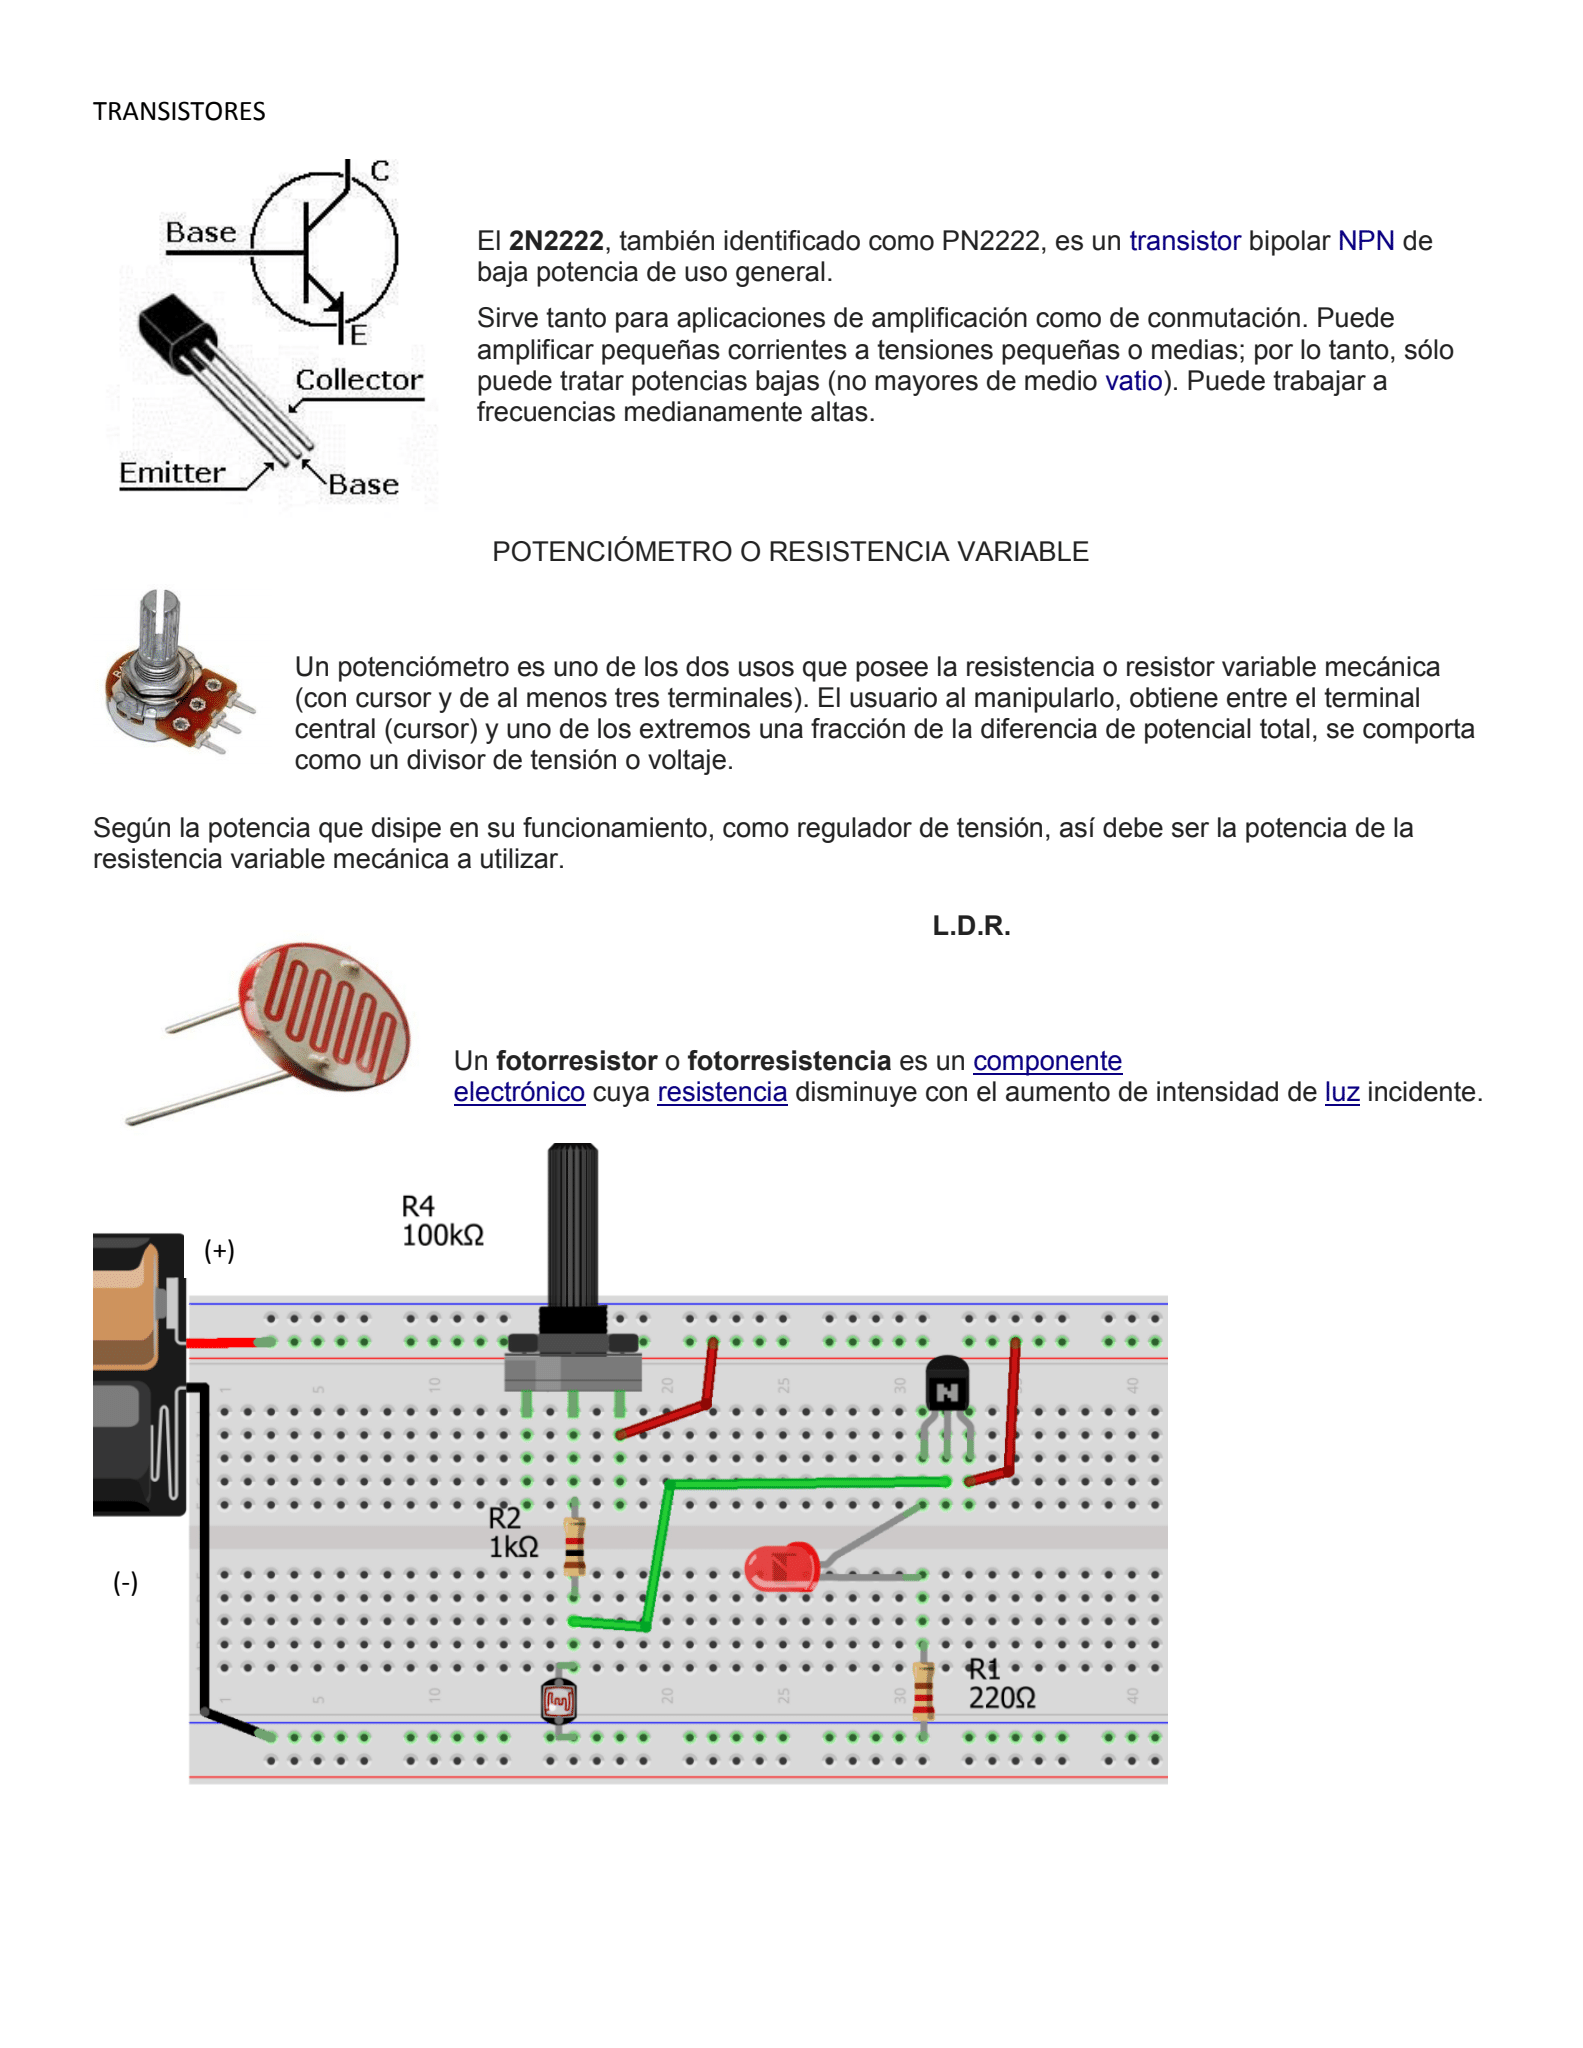 TRANSISTORES
C
Base
E
Collector
Emitter
Base
El 2N2222, también identificado como PN2222, es un transistor bipolar NPN de
baja potencia de uso general.
Sirve tanto para aplicaciones de amplificación como de conmutación. Puede
amplificar pequeñas corrientes a tensiones pequeñas o medias; por lo tanto, sólo
puede tratar potencias bajas (no mayores de medio vatio). Puede trabajar a
frecuencias medianamente altas.
POTENCIÓMETRO O RESISTENCIA VARIABLE
Un potenciómetro es uno de los dos usos que posee la resistencia o resistor variable mecánica
(con cursor y de al menos tres terminales). El usuario al manipularlo, obtiene entre el terminal
central (cursor) y uno de los extremos una fracción de la diferencia de potencial total, se comporta
como un divisor de tensión o voltaje.
Según la potencia que disipe en su funcionamiento, como regulador de tensión, así debe ser la potencia de la
resistencia variable mecánica a utilizar.
L.D.R.
Un fotorresistor o fotorresistencia es un componente
electrónico cuya resistencia disminuye con el aumento de intensidad de luz incidente.
R4
100kΩ
(+)
1 5 10 20 25 30 40
N
R2
1kΩ
(-)
R1
220Ω
1 5 10 20 25 30 40